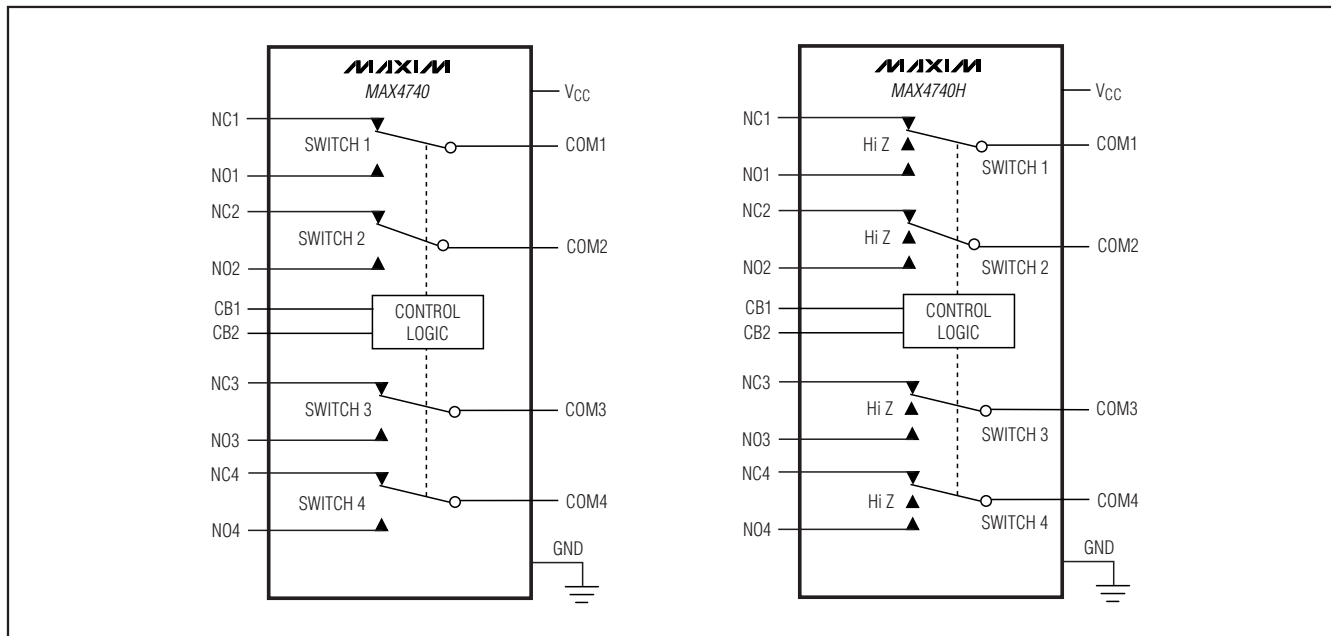 MAXIM
MAX4740
VCC
NC1
SWITCH 1
COM1
NO1
NC2
SWITCH 2
COM2
NO2
CB1
CB2
CONTROL
LOGIC
NC3
SWITCH 3
COM3
NO3
NC4
SWITCH 4
COM4
NO4
GND
MAXIM
MAX4740H
VCC
NC1
Hi Z
COM1
SWITCH 1
NO1
NC2
Hi Z
COM2
SWITCH 2
NO2
CB1
CB2
CONTROL
LOGIC
NC3
Hi Z
COM3
SWITCH 3
NO3
NC4
Hi Z
COM4
SWITCH 4
NO4
GND